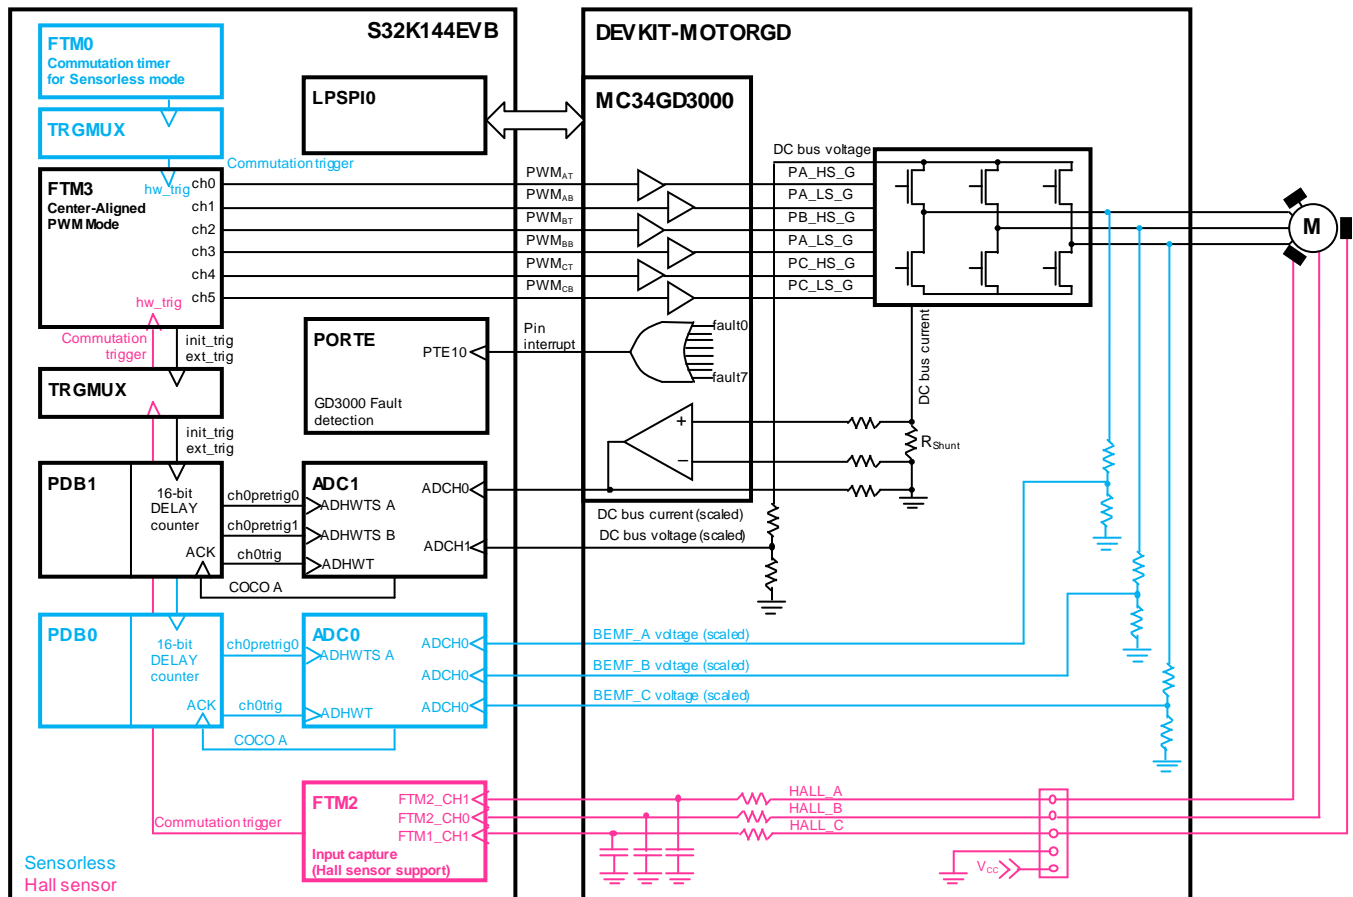 S32K144EVB
DEVKIT-MOTORGD
FTM0
Commutation timer
for Sensorless mode
LPSPI0
MC34GD3000
TRGMUX
Commutation trigger
DC bus voltage
FTM3
Center-Aligned
PWM Mode
hw_trig
ch0
ch1
ch2
ch3
ch4
ch5
hw_trig
PWMAT
PWMAB
PWMBT
PWMBB
PWMCT
PWMCB
PA_HS_G
PA_LS_G
PB_HS_G
PA_LS_G
PC_HS_G
PC_LS_G
M
Commutation
trigger
init_trig
ext_trig
PORTE
PTE10
GD3000 Fault
detection
Pin
interrupt
fault0
fault7
DC bus current
TRGMUX
init_trig
ext_trig
+
−
RShunt
PDB1
16-bit
DELAY
counter
ACK
ch0pretrig0
ch0pretrig1
ch0trig
COCO A
ADC1
ADHWTS A
ADHWTS B
ADHWT
ADCH0
ADCH1
DC bus current (scaled)
DC bus voltage (scaled)
PDB0
16-bit
DELAY
counter
ACK
ch0pretrig0
ch0trig
COCO A
ADC0
ADHWTS A
ADHWT
ADCH0
ADCH0
ADCH0
BEMF_A voltage (scaled)
BEMF_B voltage (scaled)
BEMF_C voltage (scaled)
Commutation trigger
FTM2
FTM2_CH1
FTM2_CH0
FTM1_CH1
Input capture
(Hall sensor support)
HALL_A
HALL_B
HALL_C
VCC
Sensorless
Hall sensor